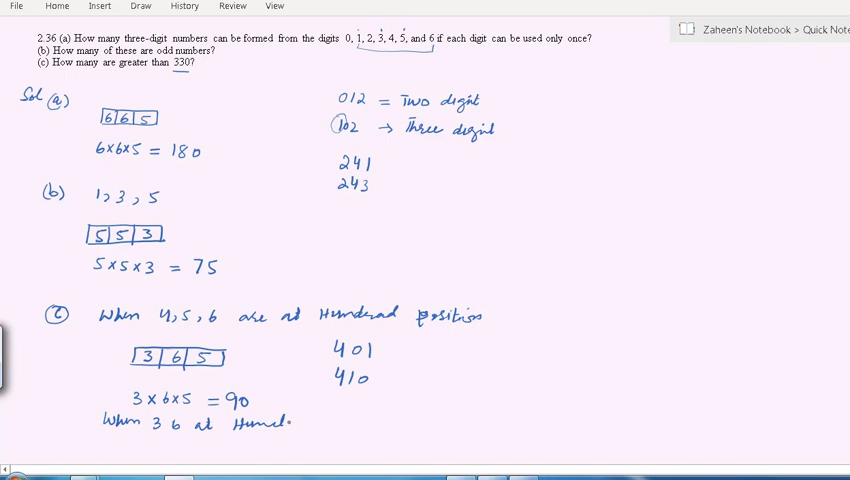 File Home Insert Draw History Review View
2.36 (a) How many three-digit numbers can be formed from the digits 0, 1, 2, 3, 4, 5, and 6 if each digit can be used only once?
Zaheen's Notebook > Quick Note
(b) How many of these are odd numbers?
(c) How many are greater than 330?
Sol (a)
012 = Two digit
6 6 5
102 → Three digit
6×6×5 = 180
241
243
(b) 1, 3, 5
5 5 3
5×5×3 = 75
(c) When 4, 5, 6 are at Hunderad position
3 6 5
401
410
3 × 6 × 5 = 90
When 3 6 at Hund